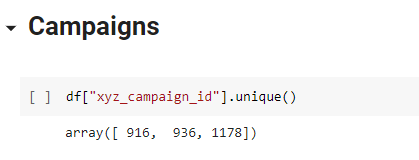 Campaigns
[ ] df["xyz_campaign_id"].unique()
array([ 916,  936, 1178])